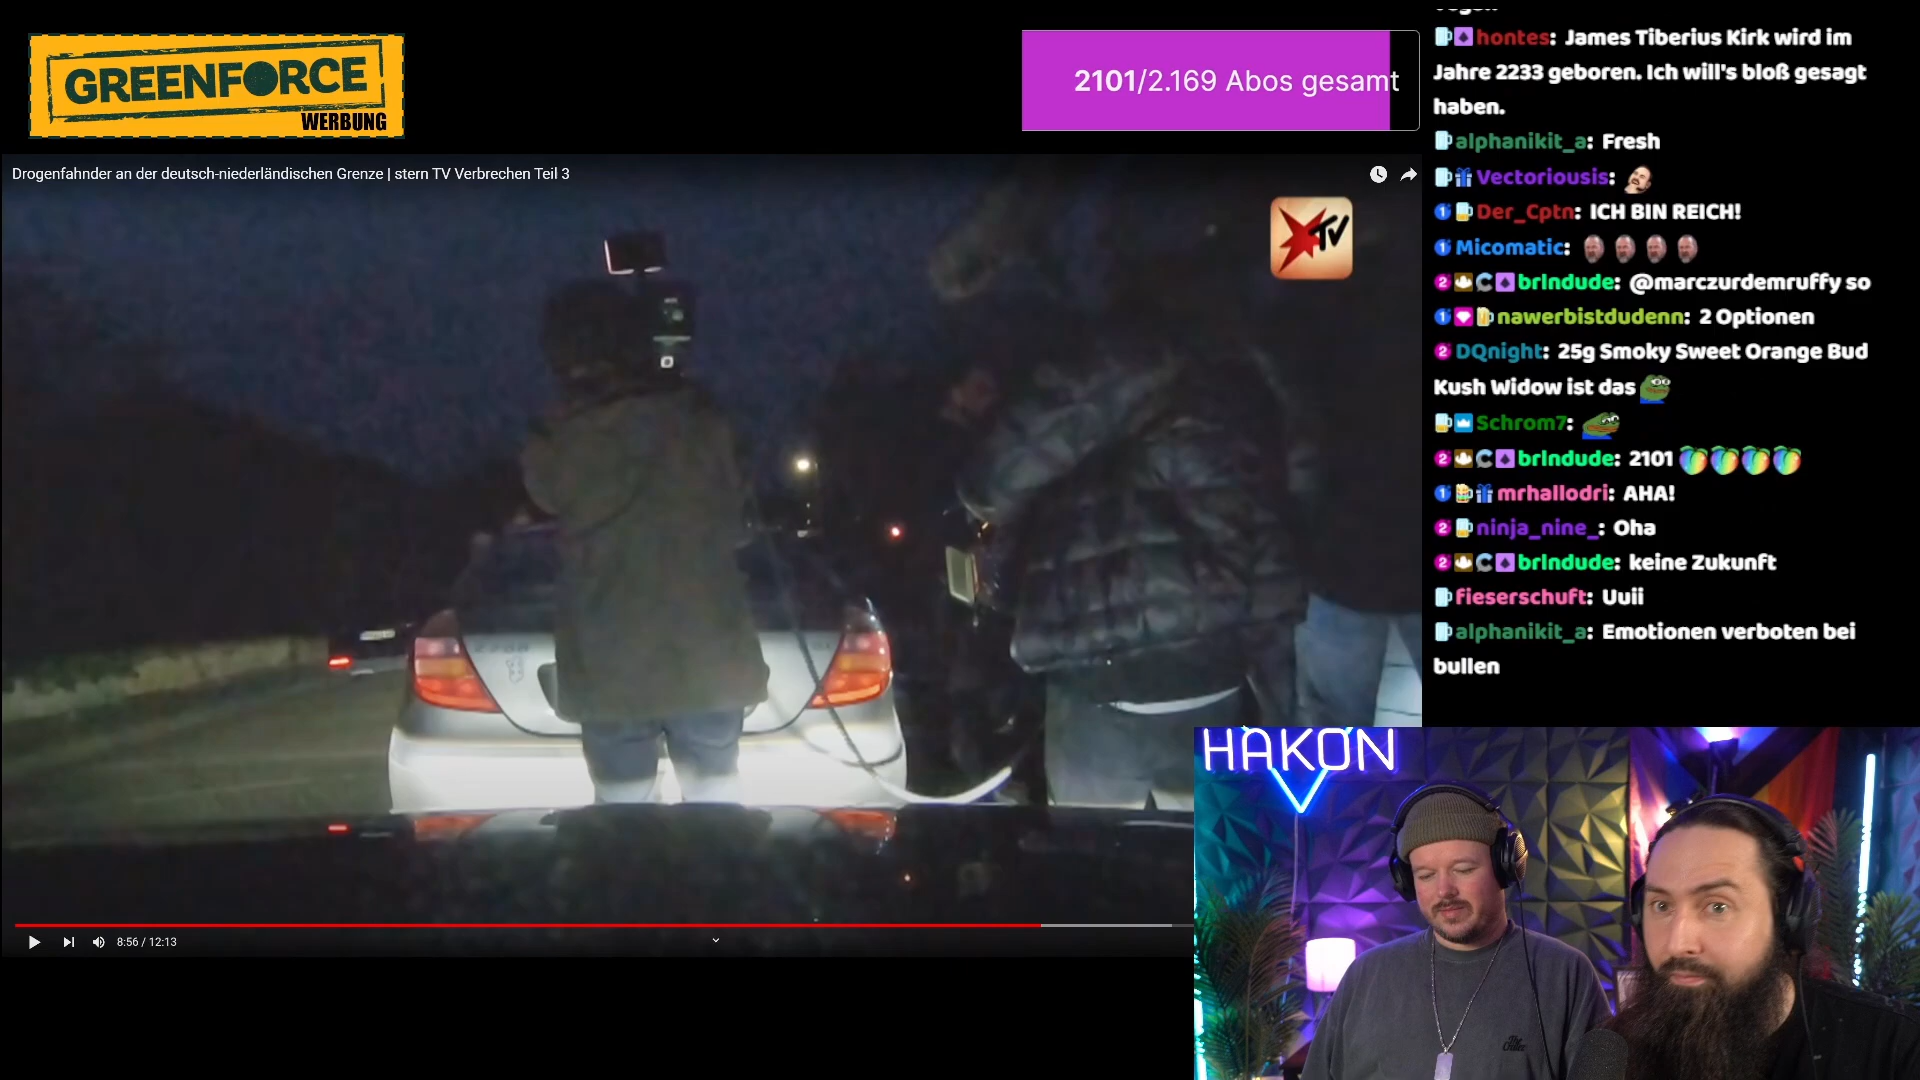 GREENFORCE
WERBUNG
2101/2.169 Abos gesamt
Drogenfahnder an der deutsch-niederländischen Grenze | stern TV Verbrechen Teil 3
TV
8:56 / 12:13
hontes: James Tiberius Kirk wird im
Jahre 2233 geboren. Ich will's bloß gesagt
haben.
alphanikit_a: Fresh
Vectoriousis:
Der_Cptn: ICH BIN REICH!
Micomatic:
brlndude: @marczurdemruffy so
nawerbistdudenn: 2 Optionen
DQnight: 25g Smoky Sweet Orange Bud
Kush Widow ist das
Schrom7:
brlndude: 2101
mrhallodri: AHA!
ninja_nine_: Oha
brlndude: keine Zukunft
fieserschuft: Uuii
alphanikit_a: Emotionen verboten bei
bullen
HAKON